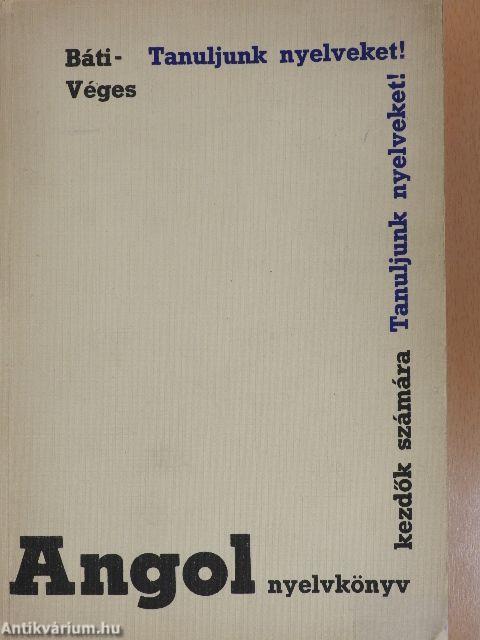 Báti- Tanuljunk nyelveket!
Véges
Tanuljunk nyelveket!
kezdők számára
Angol nyelvkönyv
Antikvárium.hu